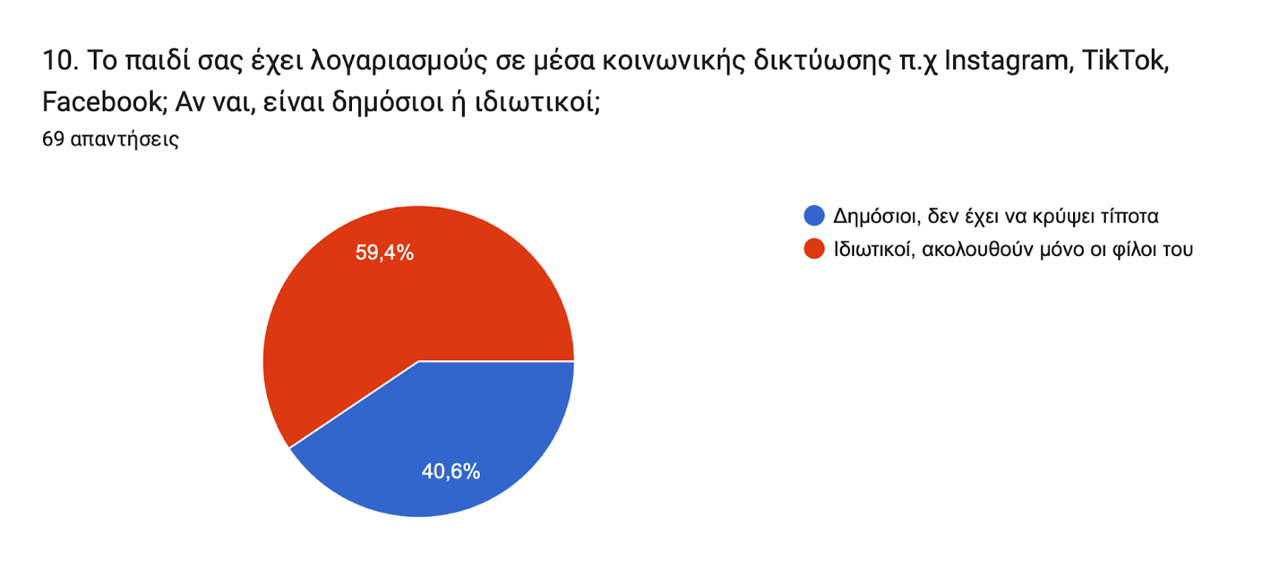 10. Το παιδί σας έχει λογαριασμούς σε μέσα κοινωνικής δικτύωσης π.χ Instagram, TikTok,
Facebook; Αν ναι, είναι δημόσιοι ή ιδιωτικοί;
69 απαντήσεις
Δημόσιοι, δεν έχει να κρύψει τίποτα
Ιδιωτικοί, ακολουθούν μόνο οι φίλοι του
59,4%
40,6%